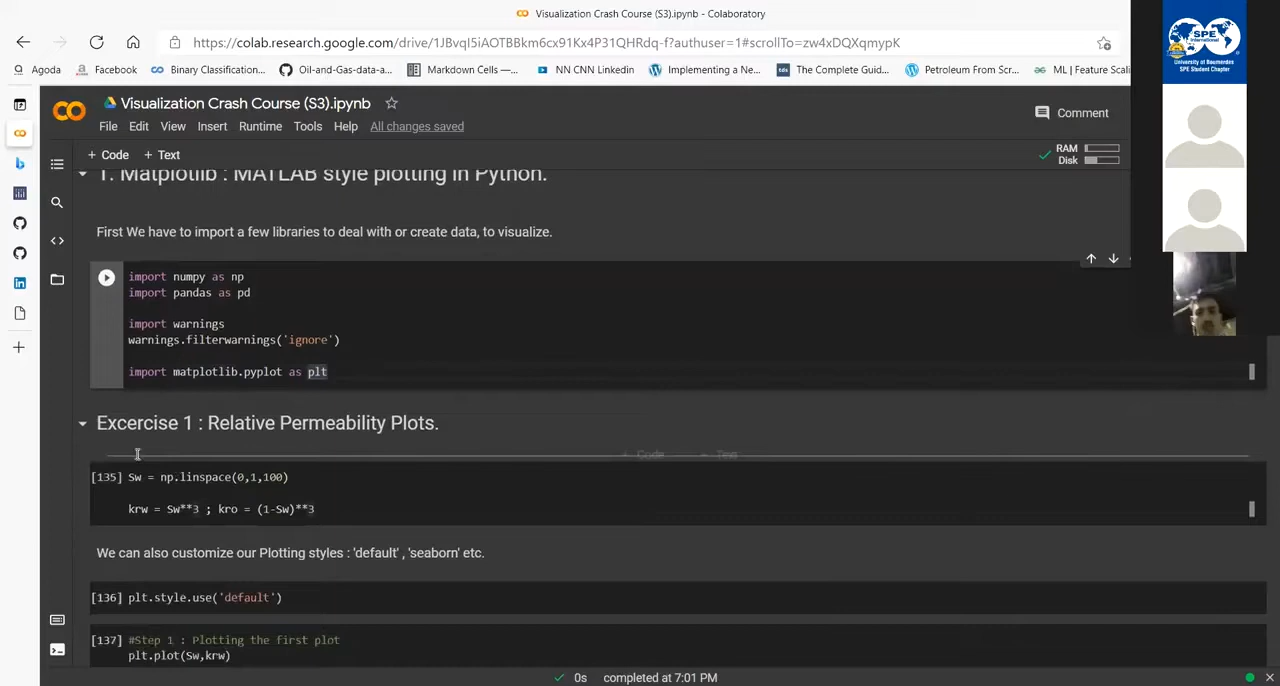 Visualization Crash Course (S3).ipynb - Colaboratory
https://colab.research.google.com/drive/1JBvqI5iAOTBBkm6cx91Kx4P31QHRdq-f?authuser=1#scrollTo=zw4xDQXqmypK
Agoda
Facebook
Binary Classification...
Oil-and-Gas-data-a...
Markdown Cells —...
NN CNN Linkedin
Implementing a Ne...
The Complete Guid...
Petroleum From Scr...
ML | Feature Scali
SPE
International
University of Boumerdès
SPE Student Chapter
Visualization Crash Course (S3).ipynb
Comment
File Edit View Insert Runtime Tools Help All changes saved
+ Code + Text
RAM
Disk
1. Matplotlib : MATLAB style plotting in Python.
First We have to import a few libraries to deal with or create data, to visualize.
import numpy as np
import pandas as pd
import warnings
warnings.filterwarnings('ignore')
import matplotlib.pyplot as plt
Excercise 1 : Relative Permeability Plots.
+ Code + Text
[135] Sw = np.linspace(0,1,100)
krw = Sw**3 ; kro = (1-Sw)**3
We can also customize our Plotting styles : 'default' , 'seaborn' etc.
[136] plt.style.use('default')
[137] #Step 1 : Plotting the first plot
plt.plot(Sw,krw)
0s completed at 7:01 PM